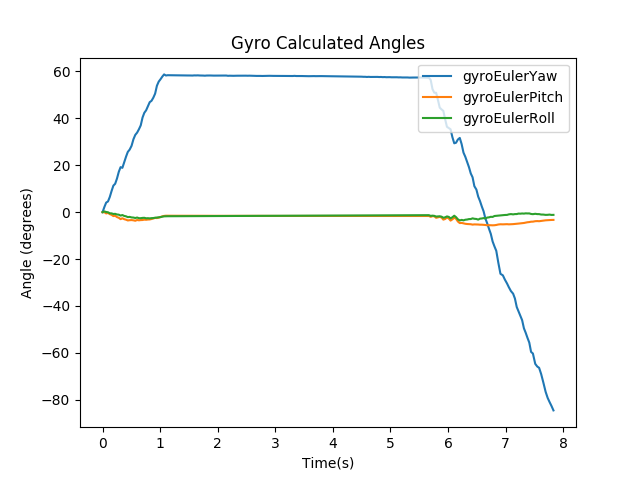 Gyro Calculated Angles
gyroEulerYaw
gyroEulerPitch
gyroEulerRoll
Angle (degrees)
60
40
20
0
−20
−40
−60
−80
0 1 2 3 4 5 6 7 8
Time(s)